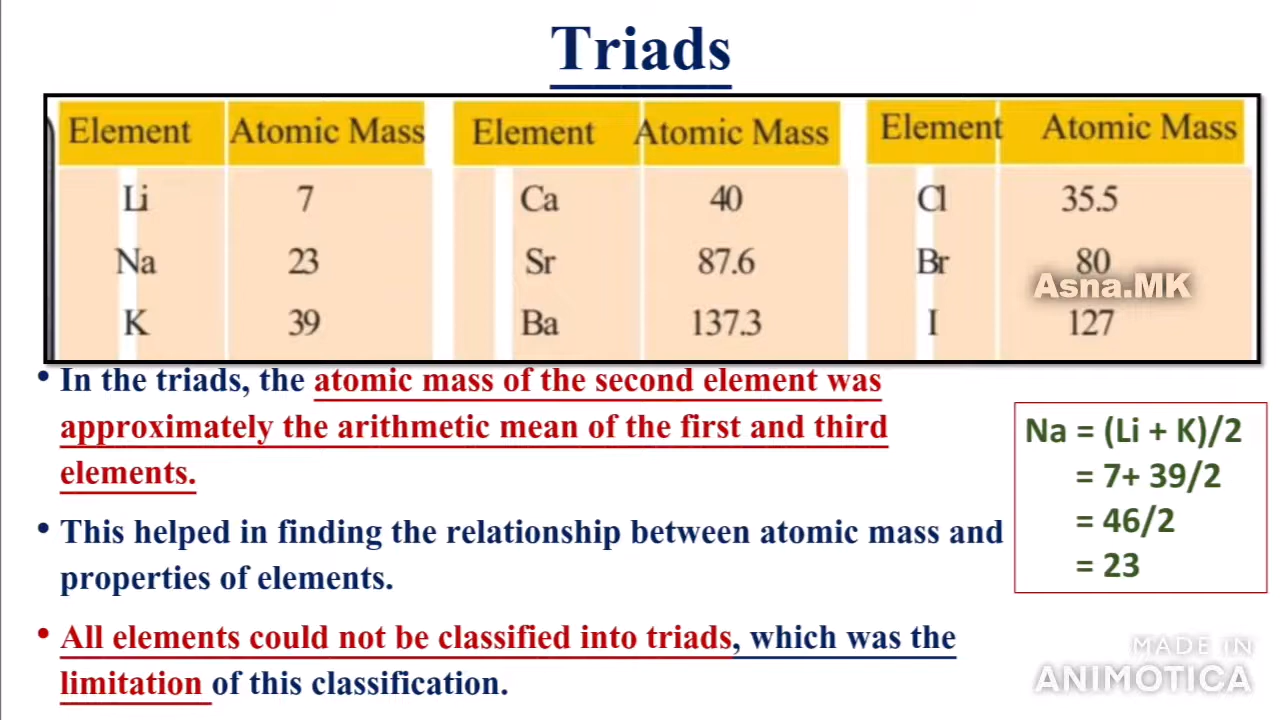 Triads
Element Atomic Mass Element Atomic Mass Element Atomic Mass
Li 7 Ca 40 Cl 35.5
Na 23 Sr 87.6 Br 80
Asna.MK
K 39 Ba 137.3 I 127
• In the triads, the atomic mass of the second element was
approximately the arithmetic mean of the first and third
elements.
• This helped in finding the relationship between atomic mass and
properties of elements.
• All elements could not be classified into triads, which was the
limitation of this classification.
Na = (Li + K)/2
= 7+ 39/2
= 46/2
= 23
MADE IN
ANIMOTICA